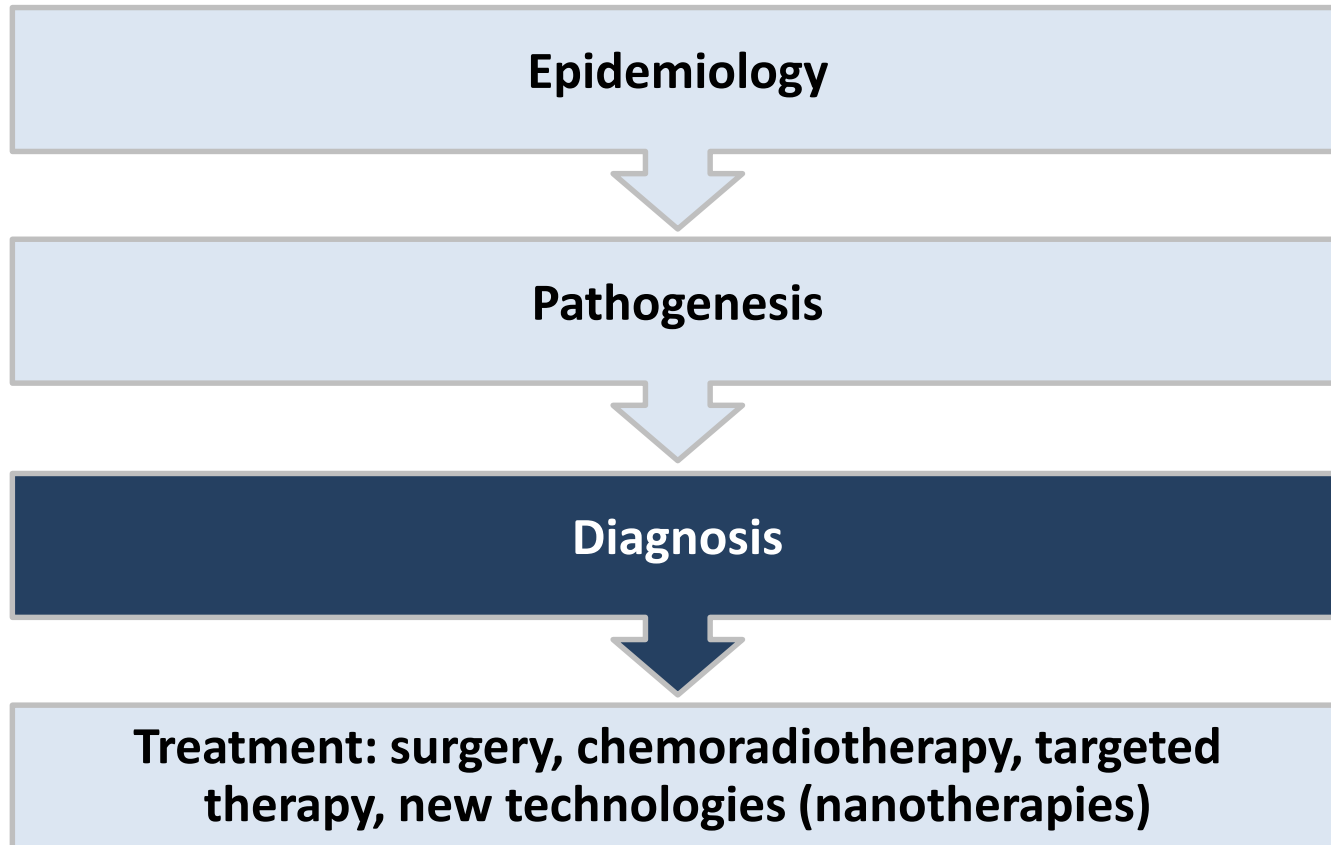 Epidemiology
Pathogenesis
Diagnosis
Treatment: surgery, chemoradiotherapy, targeted
therapy, new technologies (nanotherapies)